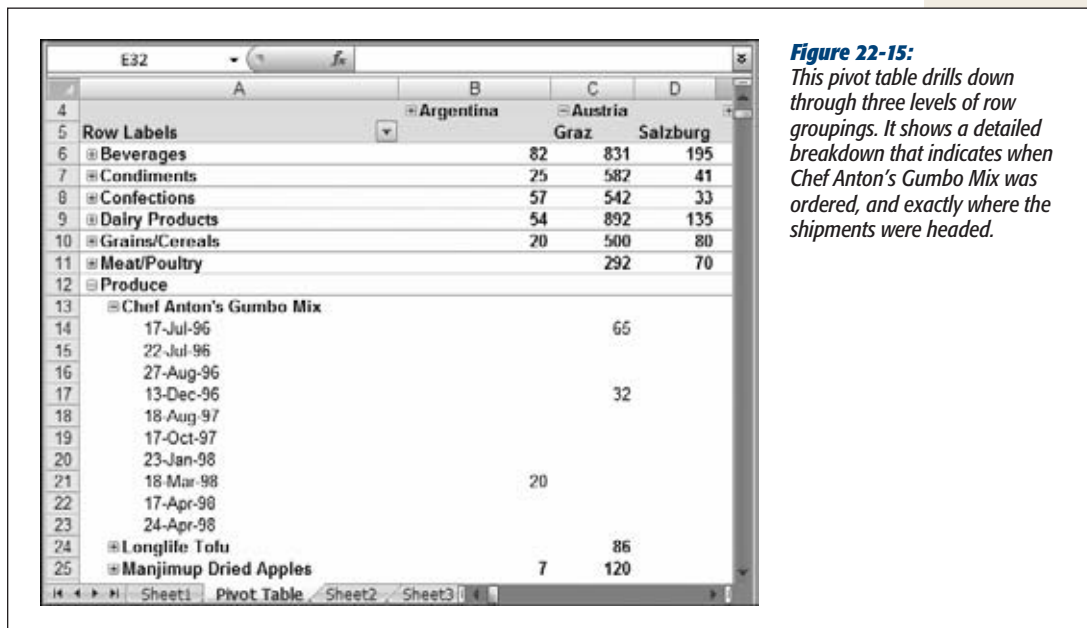 E32 fx
A B C D
4 Argentina Austria
5 Row Labels Graz Salzburg
6 Beverages 82 831 195
7 Condiments 25 582 41
8 Confections 57 542 33
9 Dairy Products 54 892 135
10 Grains/Cereals 20 500 80
11 Meat/Poultry 292 70
12 Produce
13 Chef Anton's Gumbo Mix
14 17-Jul-96 65
15 22-Jul-96
16 27-Aug-96
17 13-Dec-96 32
18 18-Aug-97
19 17-Oct-97
20 23-Jan-98
21 18-Mar-98 20
22 17-Apr-98
23 24-Apr-98
24 Longlife Tofu 86
25 Manjimup Dried Apples 7 120
Sheet1 Pivot Table Sheet2 Sheet3
Figure 22-15:
This pivot table drills down
through three levels of row
groupings. It shows a detailed
breakdown that indicates when
Chef Anton's Gumbo Mix was
ordered, and exactly where the
shipments were headed.